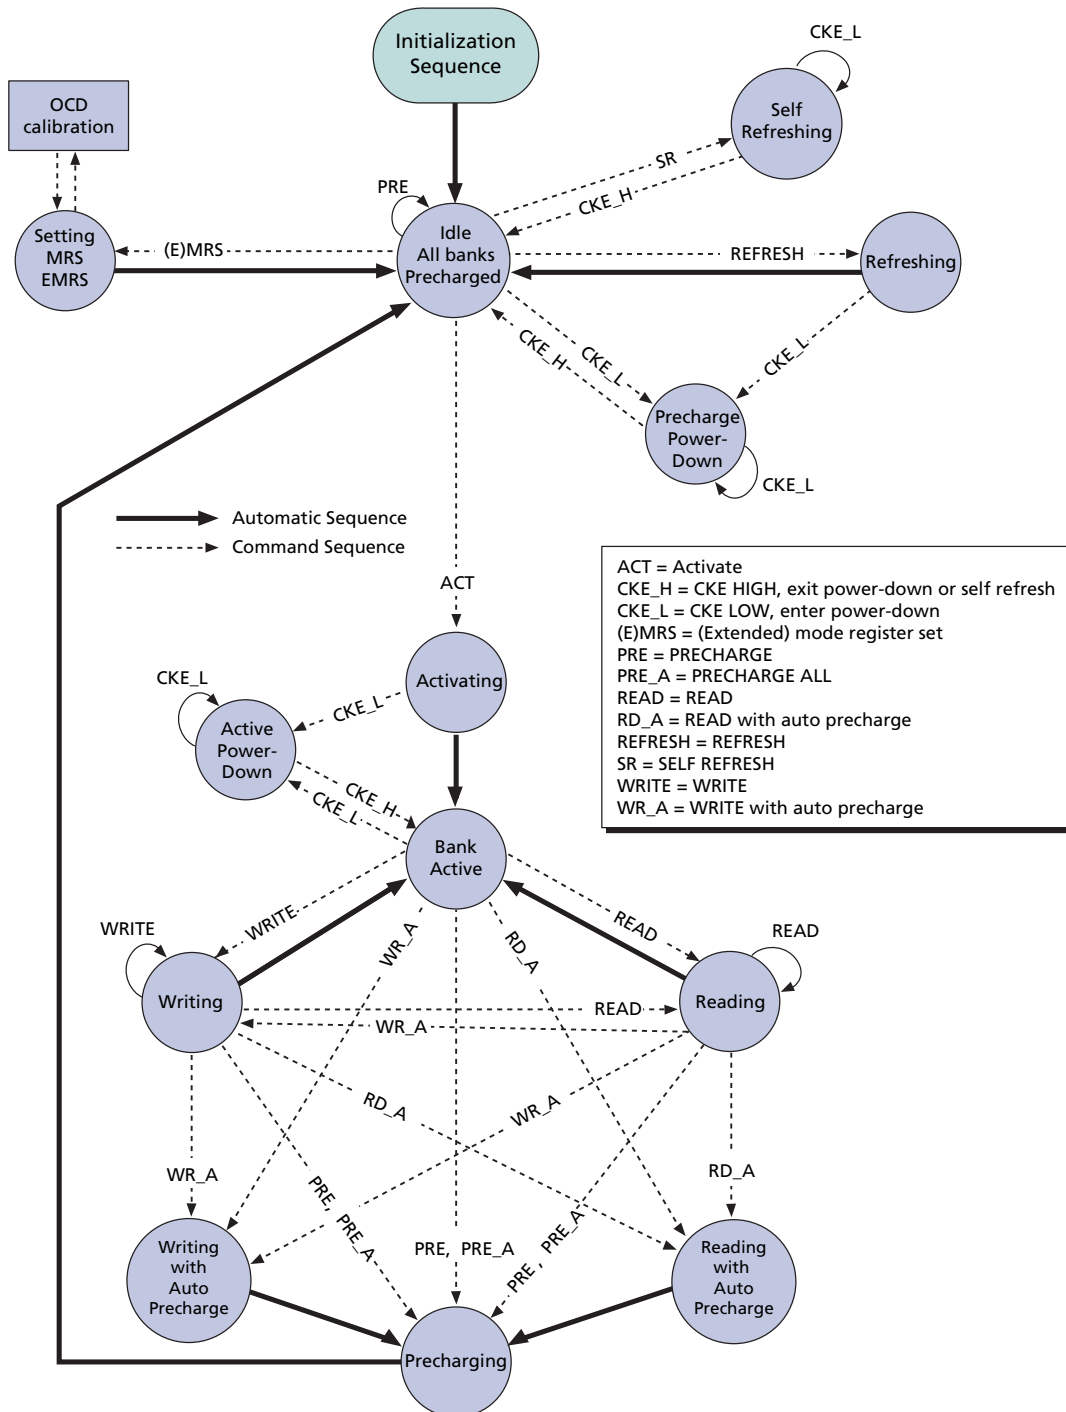 Initialization
Sequence
CKE_L
OCD
calibration
Self
Refreshing
SR
CKE_H
PRE
Setting
MRS
EMRS
(E)MRS
Idle
All banks
Precharged
REFRESH
Refreshing
CKE_H
CKE_L
CKE_L
Precharge
Power-
Down
CKE_L
Automatic Sequence
Command Sequence
ACT
ACT = Activate
CKE_H = CKE HIGH, exit power-down or self refresh
CKE_L = CKE LOW, enter power-down
(E)MRS = (Extended) mode register set
PRE = PRECHARGE
PRE_A = PRECHARGE ALL
READ = READ
RD_A = READ with auto precharge
REFRESH = REFRESH
SR = SELF REFRESH
WRITE = WRITE
WR_A = WRITE with auto precharge
CKE_L
Activating
CKE_L
Active
Power-
Down
CKE_H
CKE_L
Bank
Active
WRITE
WRITE
WR_A
RD_A
READ
READ
Writing
READ
WR_A
Reading
RD_A
WR_A
WR_A
RD_A
PRE, PRE_A
PRE, PRE_A
PRE, PRE_A
Writing
with
Auto
Precharge
Reading
with
Auto
Precharge
Precharging